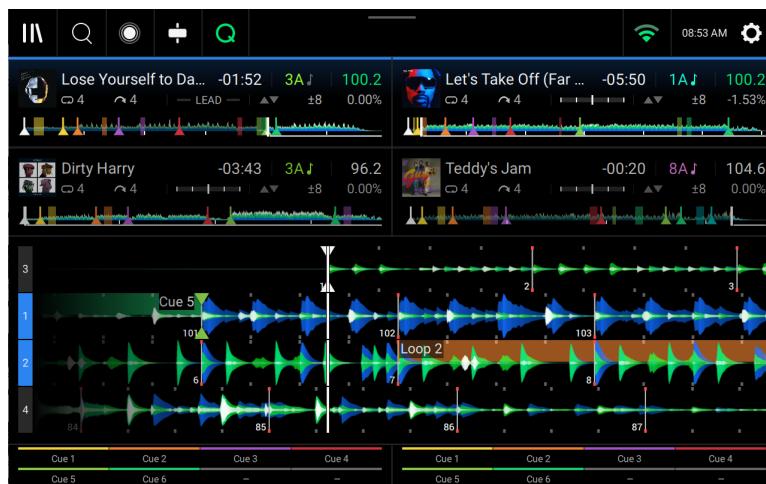 08:53 AM
Lose Yourself to Da... -01:52 3A 100.2
4 4 LEAD ±8 0.00%
Let's Take Off (Far ... -05:50 1A 100.2
4 4 ±8 -1.53%
Dirty Harry -03:43 3A 96.2
4 4 ±8 0.00%
Teddy's Jam -00:20 8A 104.6
4 4 ±8 0.00%
3 1 2 3
1 Cue 5 101 102 103
2 6 7 Loop 2 8
4 84 85 86 87
Cue 1 Cue 2 Cue 3 Cue 4 Cue 1 Cue 2 Cue 3 Cue 4
Cue 5 Cue 6 – – Cue 5 Cue 6 – –